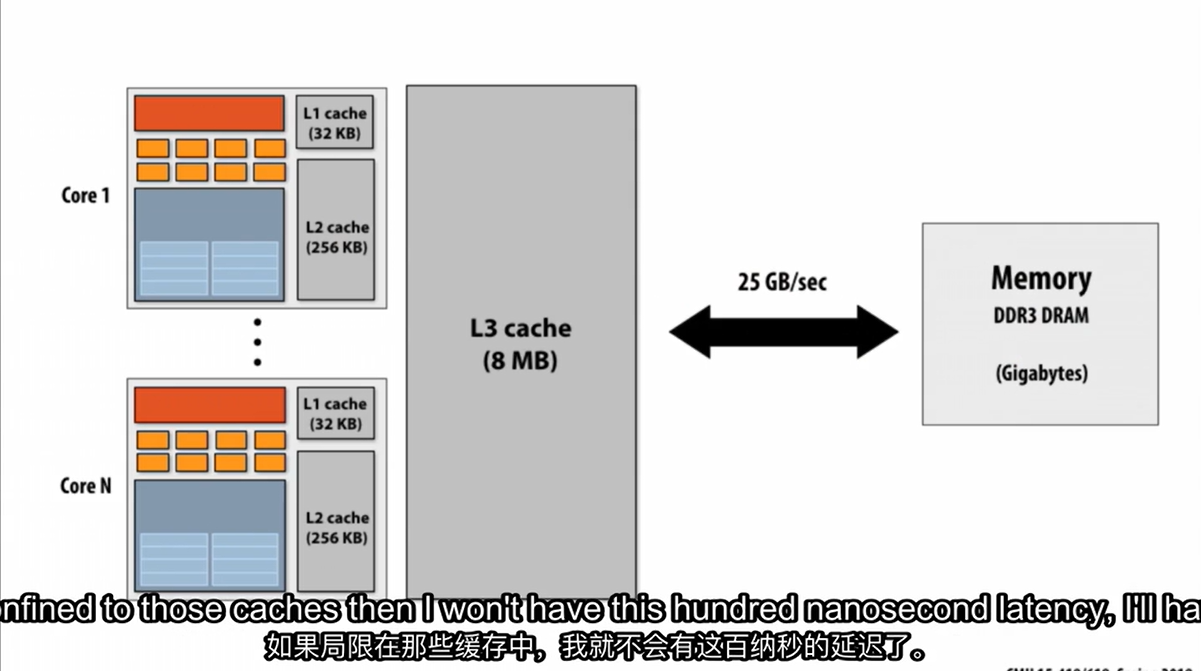 L1 cache
(32 KB)
Core 1
L2 cache
(256 KB)
L3 cache
(8 MB)
25 GB/sec
Memory
DDR3 DRAM
(Gigabytes)
L1 cache
(32 KB)
Core N
L2 cache
(256 KB)
to those caches then I won't have this hundred nanosecond latency, I'll
如果局限在那些缓存中，我就不会有这百纳秒的延迟了。